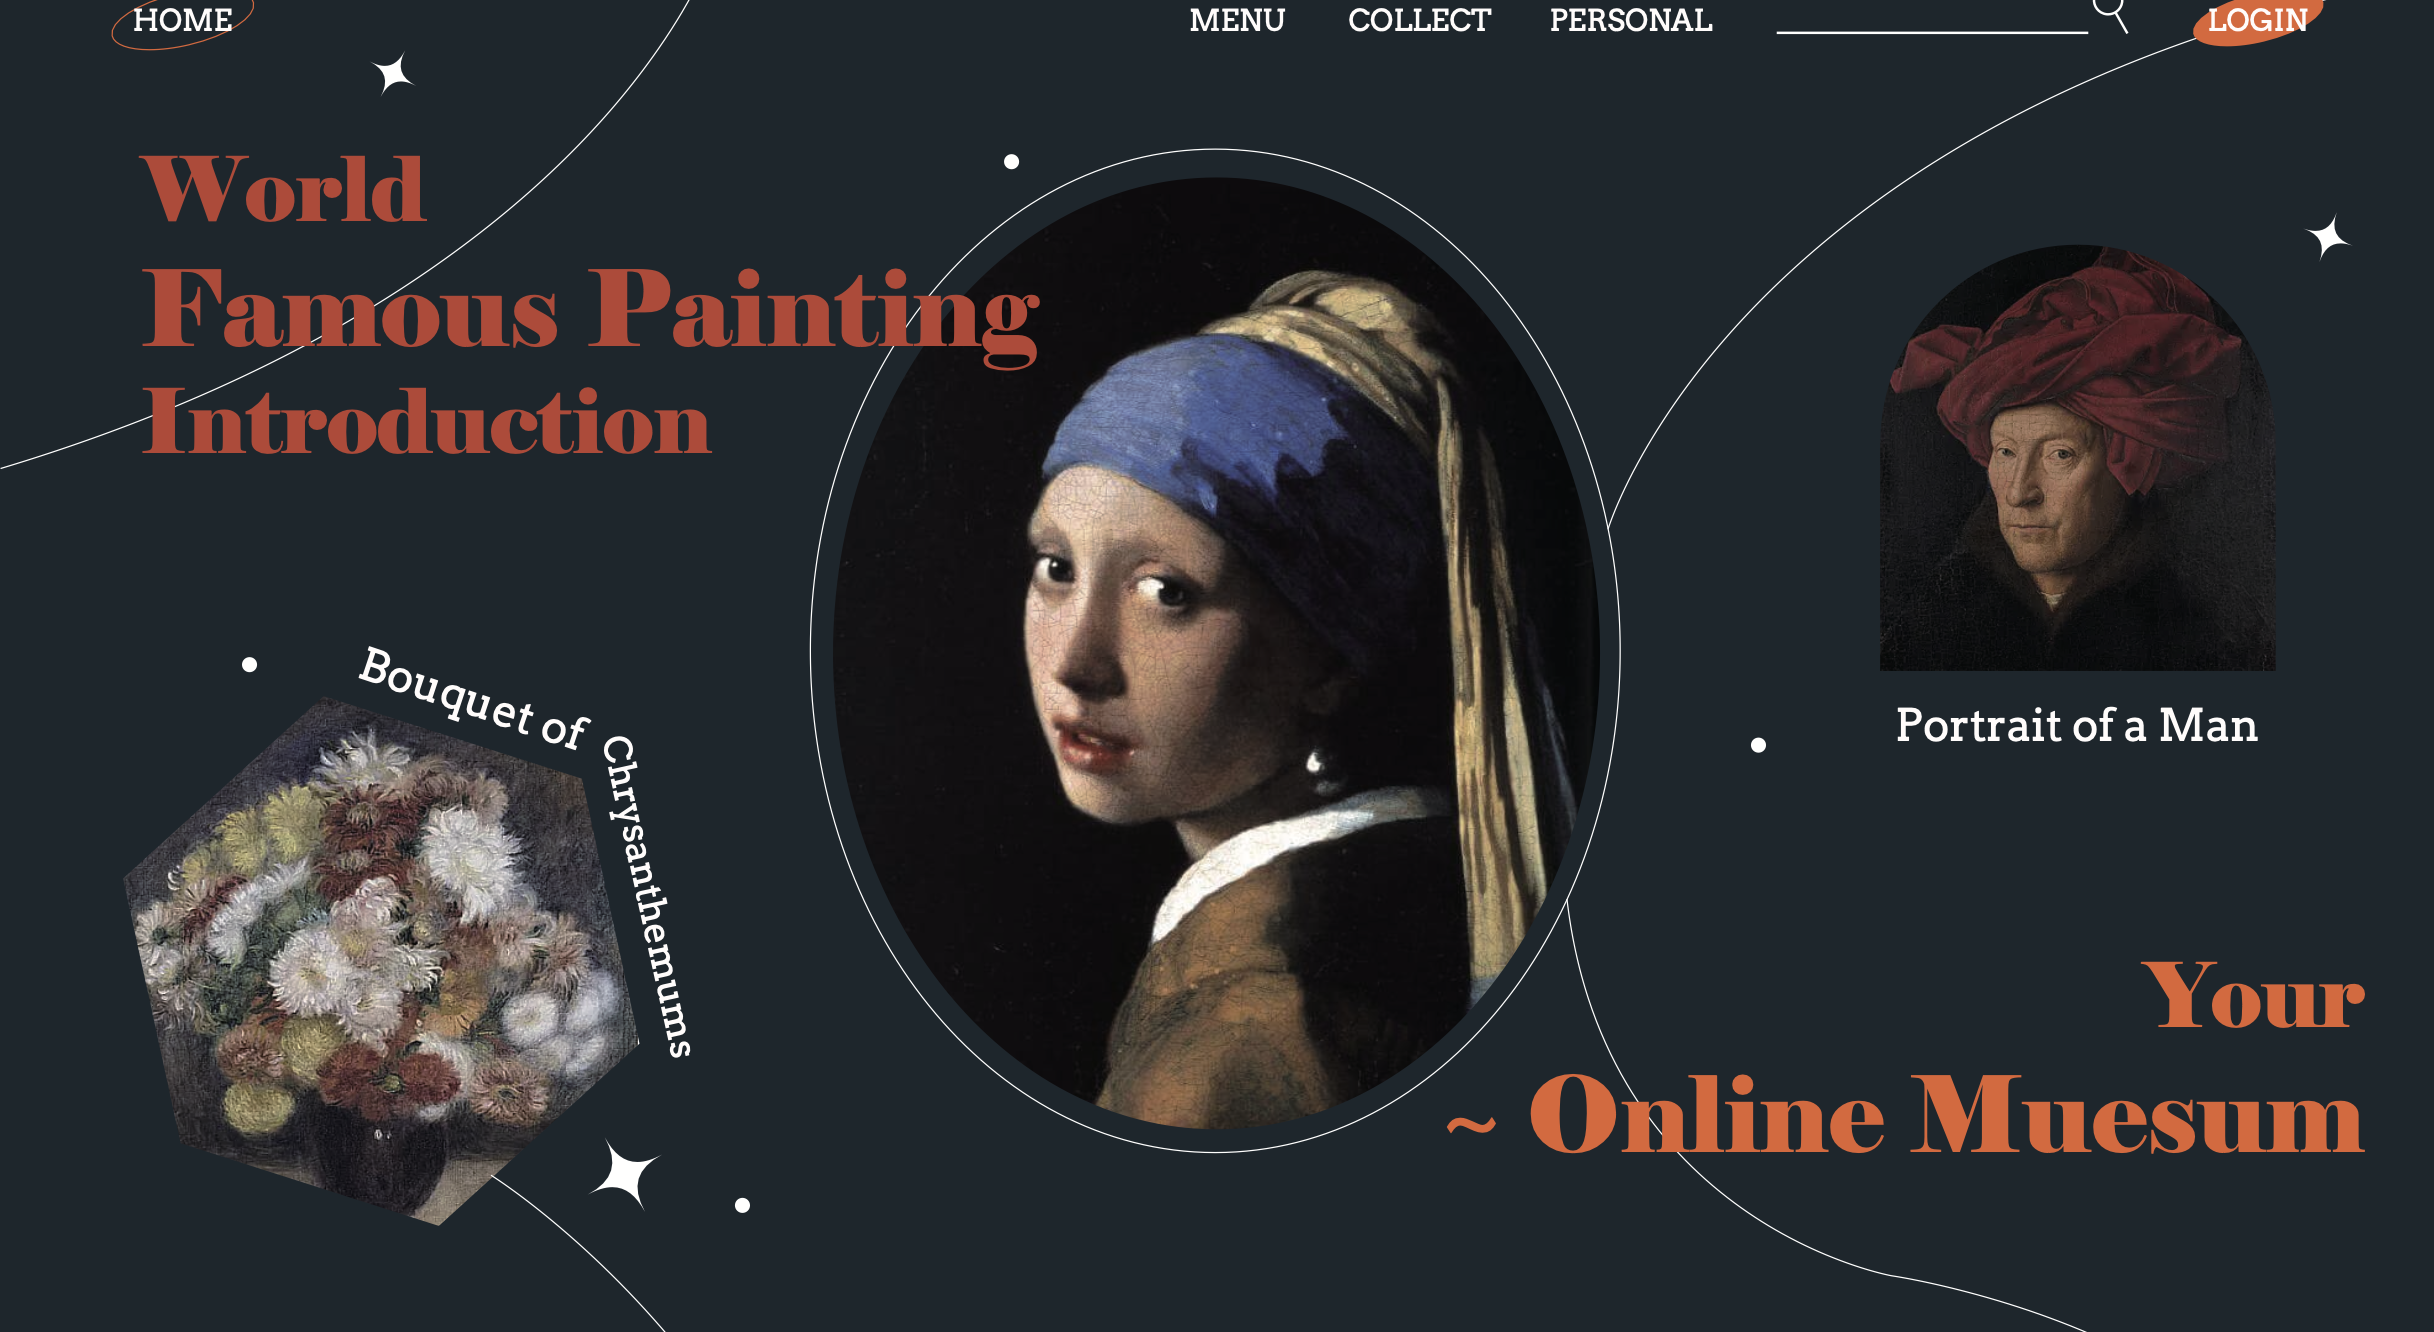 HOME MENU COLLECT PERSONAL LOGIN
World
Famous Painting
Introduction
Bouquet of
Chrysanthemums
Portrait of a Man
Your
~ Online Muesum